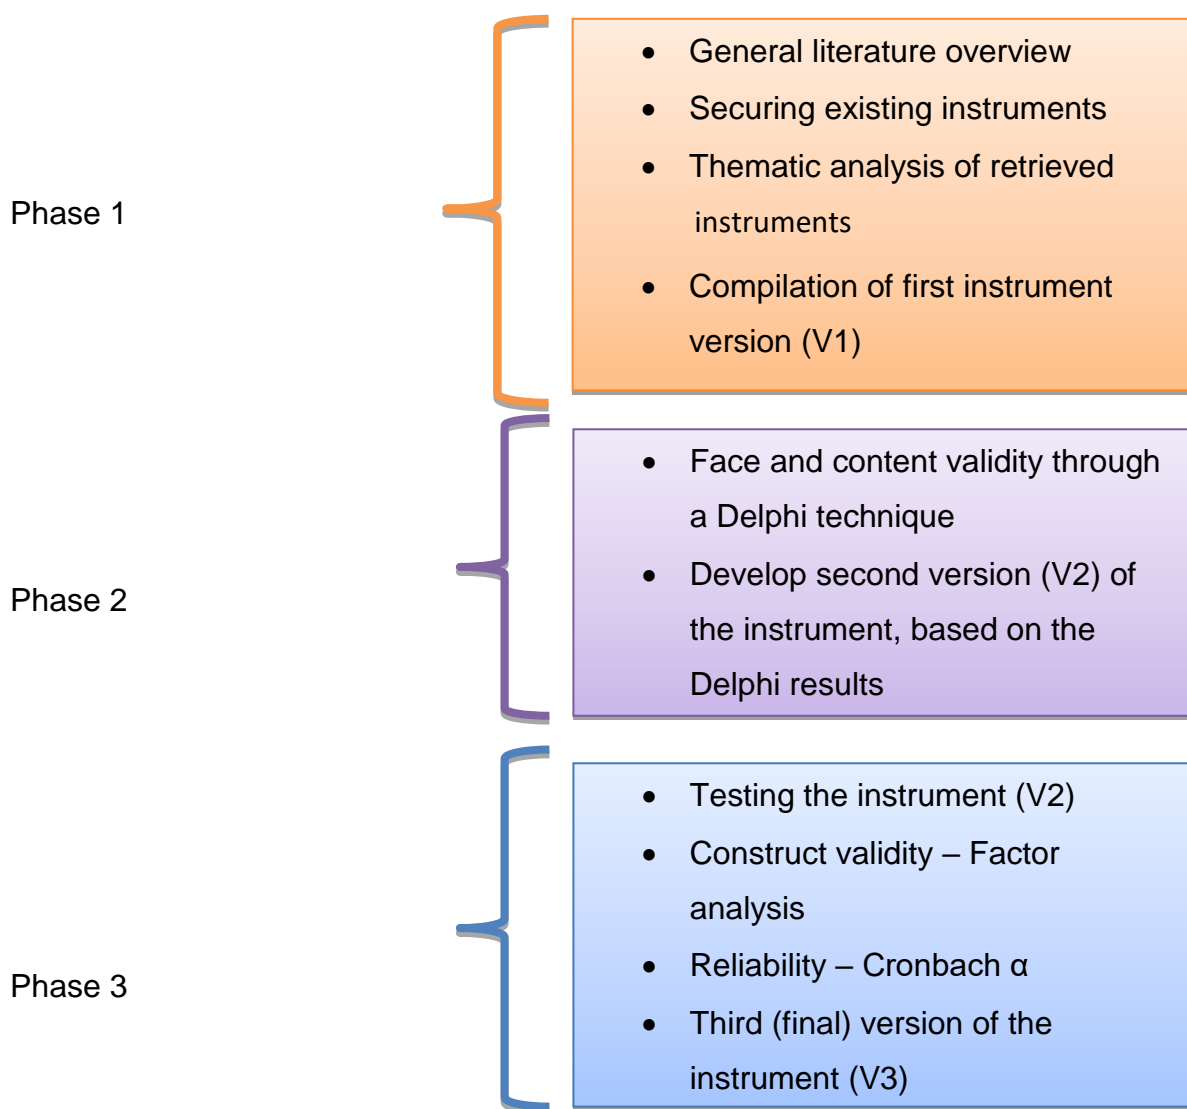 Phase 1
• General literature overview
• Securing existing instruments
• Thematic analysis of retrieved
instruments
• Compilation of first instrument
version (V1)
Phase 2
• Face and content validity through
a Delphi technique
• Develop second version (V2) of
the instrument, based on the
Delphi results
Phase 3
• Testing the instrument (V2)
• Construct validity – Factor
analysis
• Reliability – Cronbach α
• Third (final) version of the
instrument (V3)